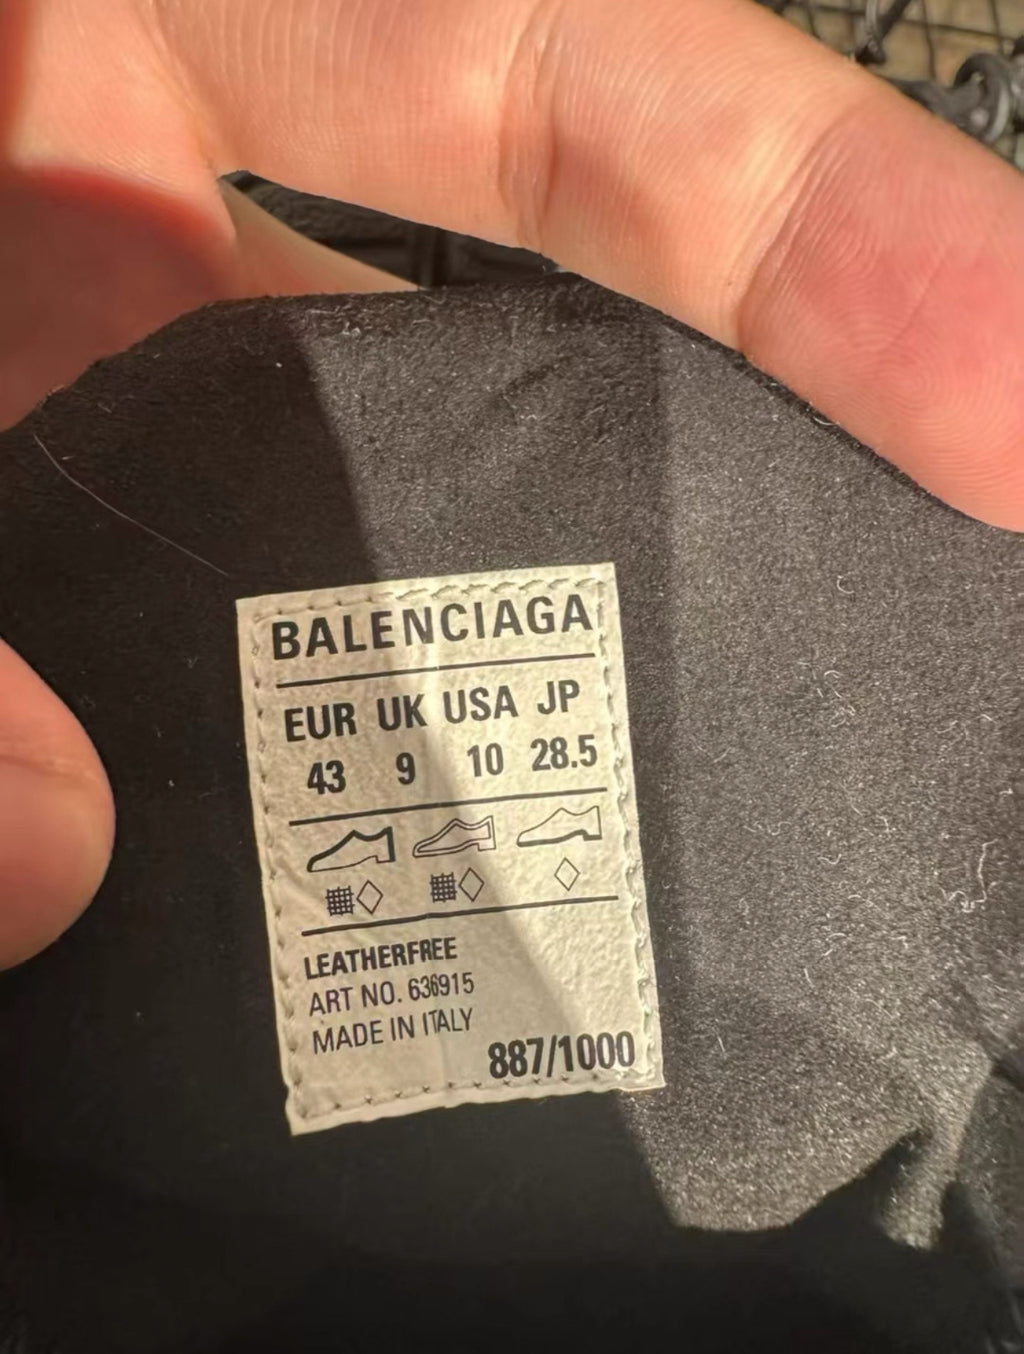 BALENCIAGA
EUR UK USA JP
43 9 10 28.5
LEATHERFREE
ART NO. 636915
MADE IN ITALY
887/1000